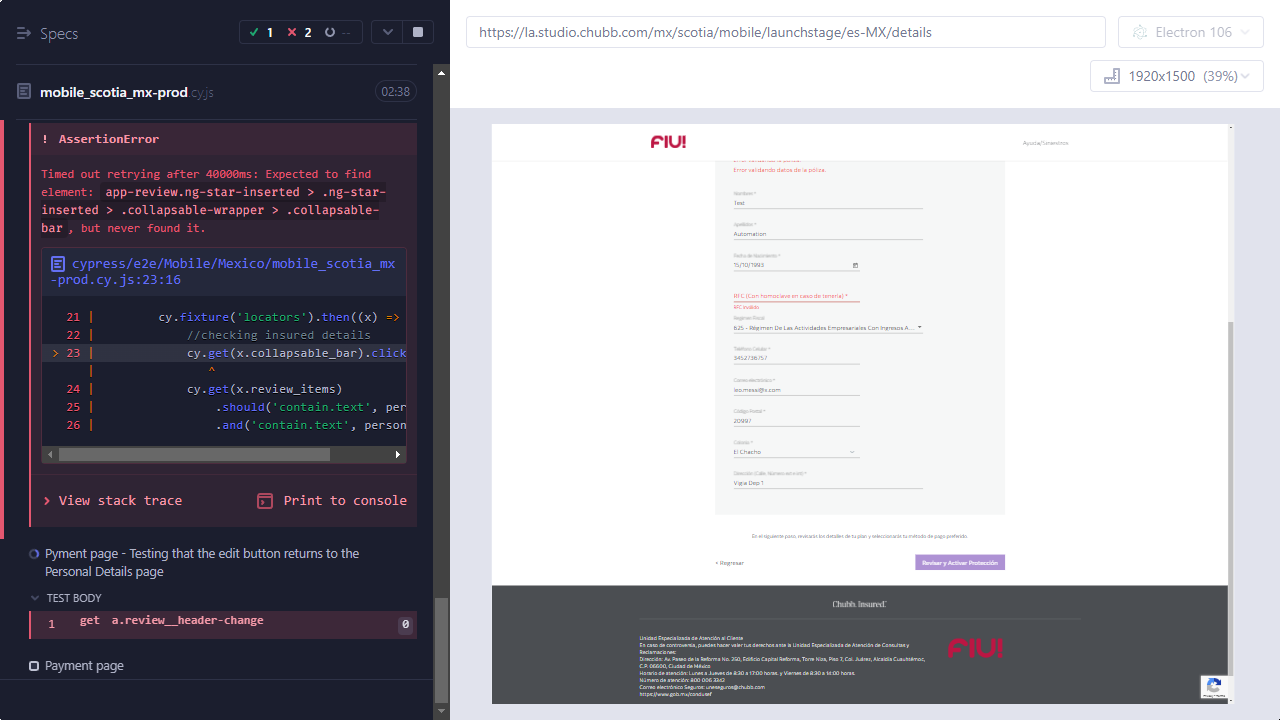 Specs
1
2
--
mobile_scotia_mx-prod.cy.js
02:38
! AssertionError
Timed out retrying after 40000ms: Expected to find
element: app-review.ng-star-inserted > .ng-star-
inserted > .collapsable-wrapper > .collapsable-
bar , but never found it.
cypress/e2e/Mobile/Mexico/mobile_scotia_mx
-prod.cy.js:23:16
21 | cy.fixture('locators').then((x) =>
22 | //checking insurer details
23 | cy.get(x.collapsable_bar).click
| ^
24 | cy.get(x.review_items)
25 | .should('contain.text', per
26 | .and('contain.text', person
> View stack trace
Print to console
Pyment page - testing that the edit button returns to the
Personal Details page
TEST BODY
1 get a.review__header-change 0
Payment page
https://la.studio.chubb.com/mx/scotia/mobile/launchstage/es-MX/details
Electron 106
1920x1500 (39%)
FIU!
Ayuda/Siniestros
Error validando la póliza.
Error validando datos de la póliza.
Nombres *
Test
Apellidos *
Automation
Fecha de Nacimiento *
15/10/1993
RFC (Con homoclave en caso de tenerla) *
RFC inválido
Régimen Fiscal
625 - Régimen De Las Actividades Empresariales Con Ingresos A ...
Teléfono Celular *
3452736757
Correo electrónico *
leo.messi@s.com
Código Postal *
20997
Colonia *
El Chacho
Vigia Dep 1
En el siguiente paso, revisarás los detalles de tu plan y seleccionarás tu método de pago preferido.
< Regresar
Revisar y Activar Protección
Chubb. Insured.
Unidad Especializada de Atención al Cliente
En caso de controversia, puedes hacer valer tus derechos ante la Unidad Especializada de Atención de Consultas y
Reclamaciones:
Dirección: Av. Paseo de la Reforma No. 250, Edificio Capital Reforma, Torre Niza, Piso 7, Col. Juárez, Alcaldía Cuauhtémoc,
C.P. 06600, Ciudad de México
Horario de atención: Lunes a Jueves de 8:30 a 17:00 horas. y Viernes de 8:30 a 14:00 horas.
Número de atención: 800 006 3342
Correo electrónico Seguros: uneseguros@chubb.com
https://www.gob.mx/condusef
FIU!